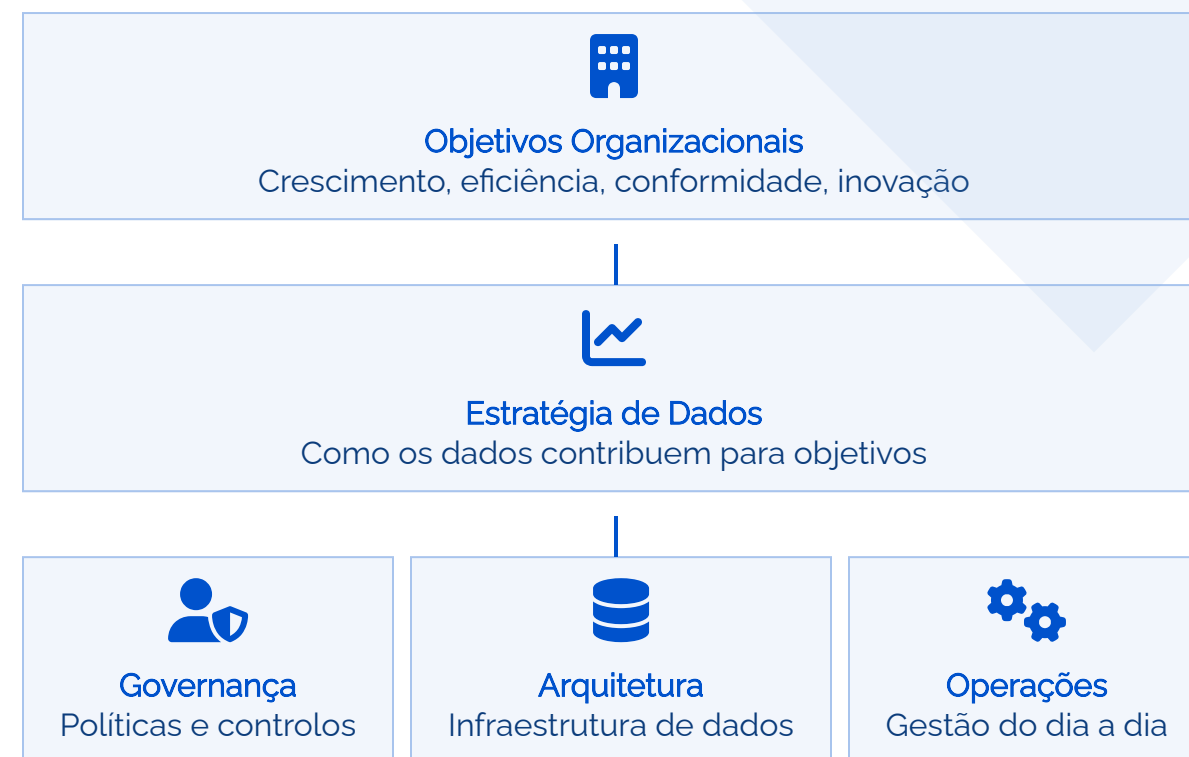 Objetivos Organizacionais
Crescimento, eficiência, conformidade, inovação
Estratégia de Dados
Como os dados contribuem para objetivos
Governança
Políticas e controlos
Arquitetura
Infraestrutura de dados
Operações
Gestão do dia a dia